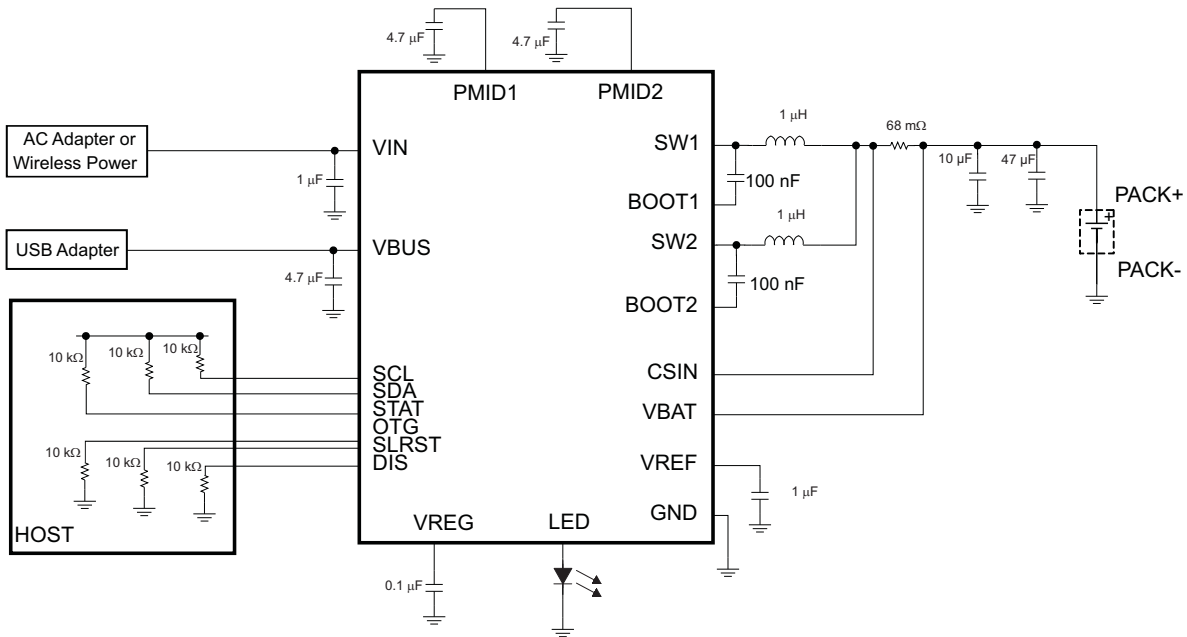 4.7 μF
4.7 μF
PMID1
PMID2
AC Adapter or
Wireless Power
VIN
1 μF
USB Adapter
VBUS
4.7 μF
SW1
1 μH
68 mΩ
10 μF
47 μF
100 nF
BOOT1
1 μH
SW2
100 nF
BOOT2
PACK+
+
PACK-
CSIN
VBAT
VREF
1 μF
GND
10 kΩ
10 kΩ
10 kΩ
SCL
SDA
STAT
OTG
SLRST
DIS
10 kΩ
10 kΩ
10 kΩ
HOST
VREG
LED
0.1 μF